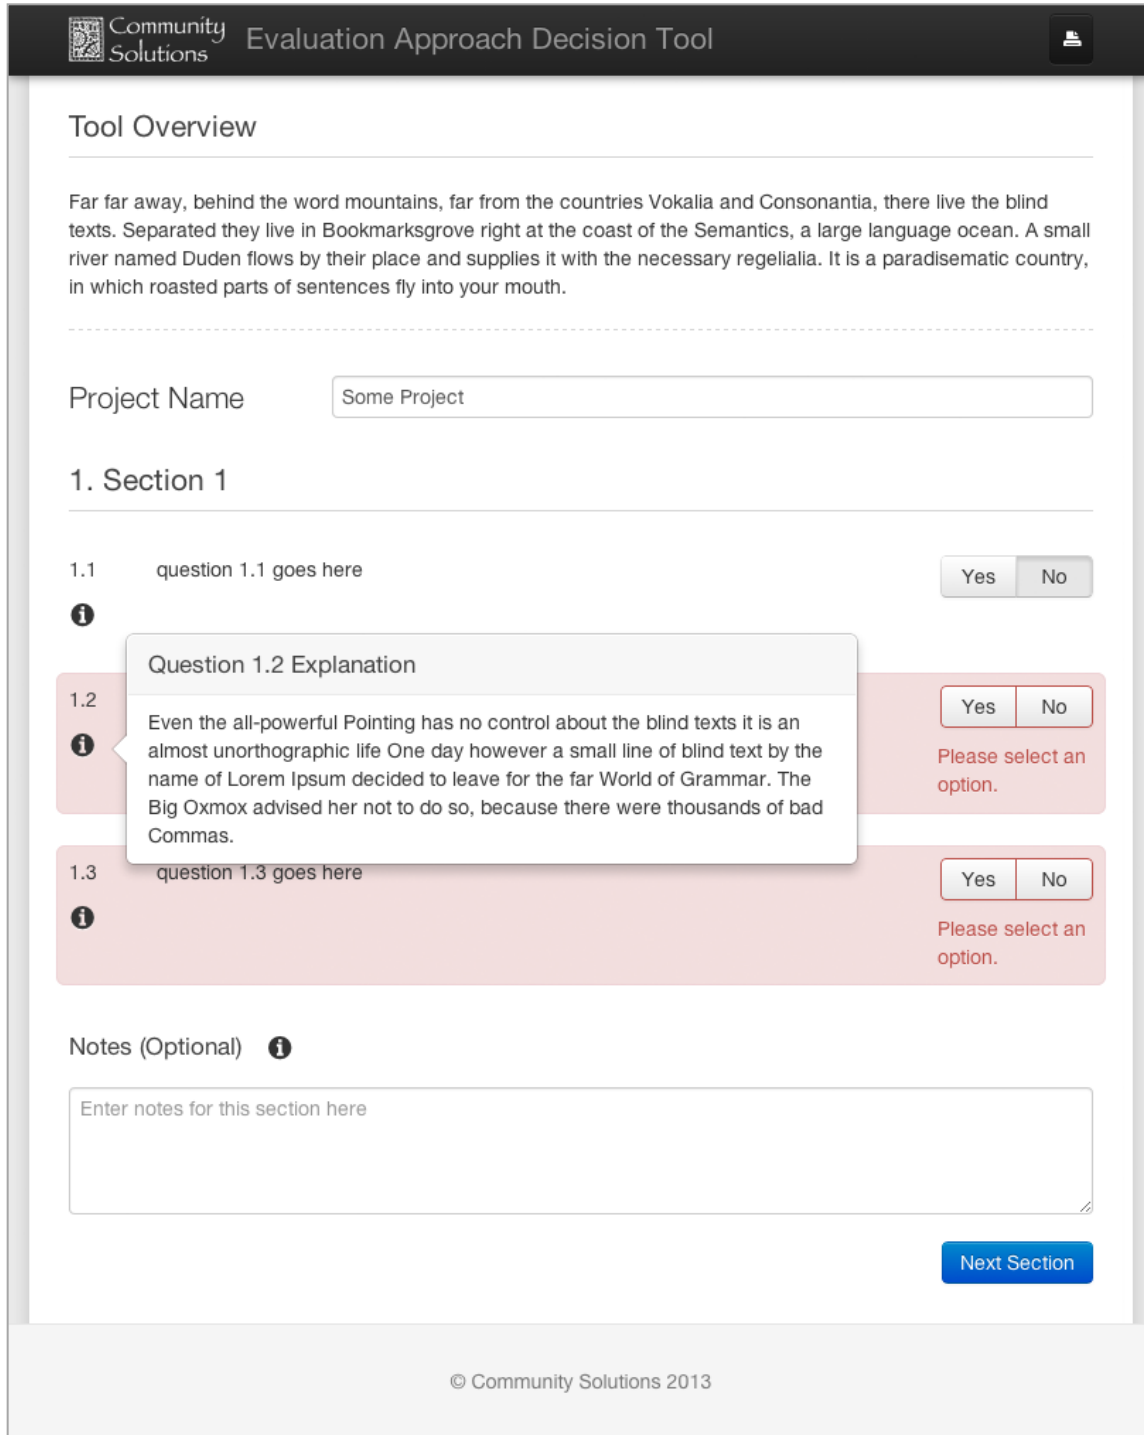 Community
Solutions
Evaluation Approach Decision Tool
Tool Overview
Far far away, behind the word mountains, far from the countries Vokalia and Consonantia, there live the blind
texts. Separated they live in Bookmarksgrove right at the coast of the Semantics, a large language ocean. A small
river named Duden flows by their place and supplies it with the necessary regelialia. It is a paradisematic country,
in which roasted parts of sentences fly into your mouth.
Project Name
Some Project
1. Section 1
1.1 question 1.1 goes here Yes No
Question 1.2 Explanation
1.2 Yes No
Even the all-powerful Pointing has no control about the blind texts it is an
almost unorthographic life One day however a small line of blind text by the
name of Lorem Ipsum decided to leave for the far World of Grammar. The
Big Oxmox advised her not to do so, because there were thousands of bad
Commas.
Please select an
option.
1.3 question 1.3 goes here Yes No
Please select an
option.
Notes (Optional)
Enter notes for this section here
Next Section
© Community Solutions 2013